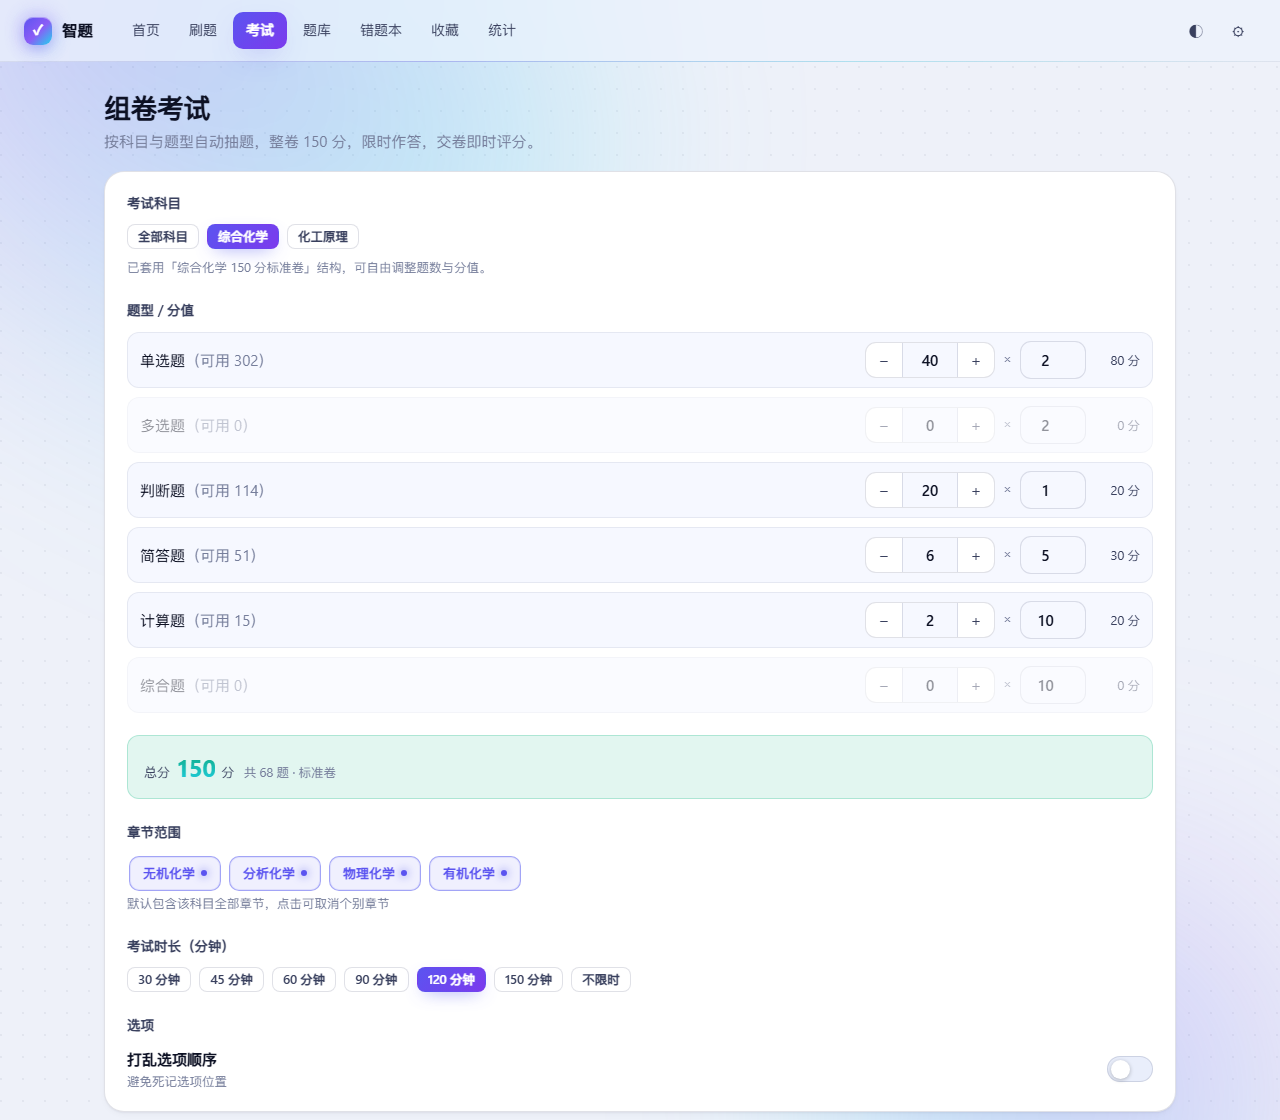 智题 首页 刷题 考试 题库 错题本 收藏 统计
组卷考试
按科目与题型自动抽题，整卷 150 分，限时作答，交卷即时评分。
考试科目
全部科目 综合化学 化工原理
已套用「综合化学 150 分标准卷」结构，可自由调整题数与分值。
题型 / 分值
单选题（可用 302） − 40 + × 2 80 分
多选题（可用 0） − 0 + × 2 0 分
判断题（可用 114） − 20 + × 1 20 分
简答题（可用 51） − 6 + × 5 30 分
计算题（可用 15） − 2 + × 10 20 分
综合题（可用 0） − 0 + × 10 0 分
总分 150 分 共 68 题 · 标准卷
章节范围
无机化学 分析化学 物理化学 有机化学
默认包含该科目全部章节，点击可取消个别章节
考试时长（分钟）
30 分钟 45 分钟 60 分钟 90 分钟 120 分钟 150 分钟 不限时
选项
打乱选项顺序
避免死记选项位置